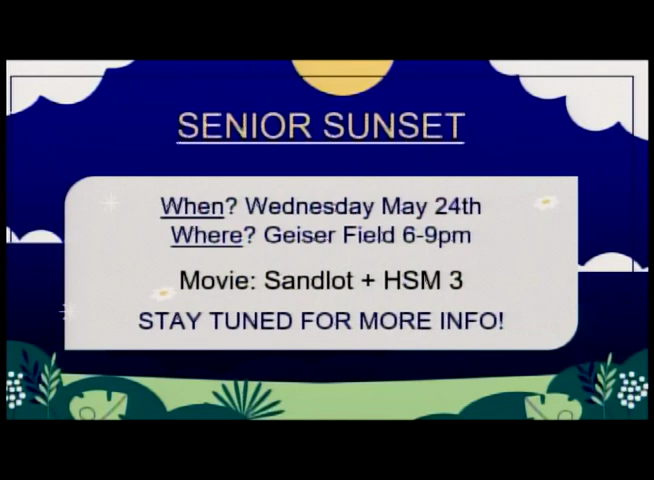 SENIOR SUNSET
When? Wednesday May 24th
Where? Geiser Field 6-9pm
Movie: Sandlot + HSM 3
STAY TUNED FOR MORE INFO!